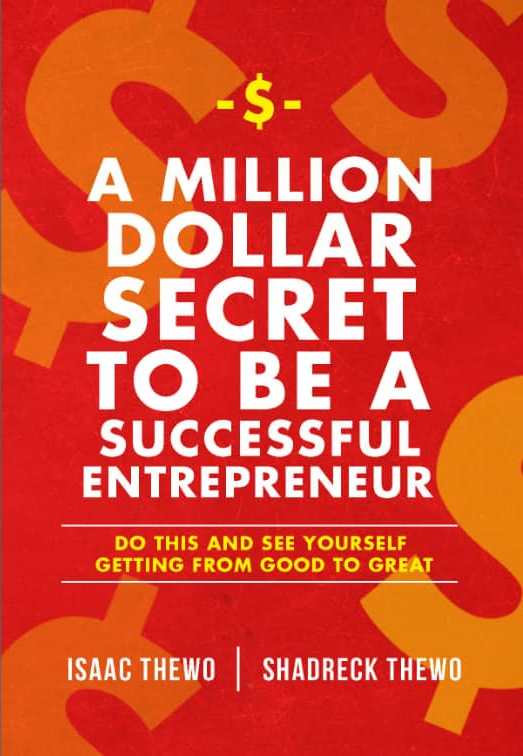 -$-
A MILLION
DOLLAR
SECRET
TO BE A
SUCCESSFUL
ENTREPRENEUR
DO THIS AND SEE YOURSELF
GETTING FROM GOOD TO GREAT
ISAAC THEWO | SHADRECK THEWO